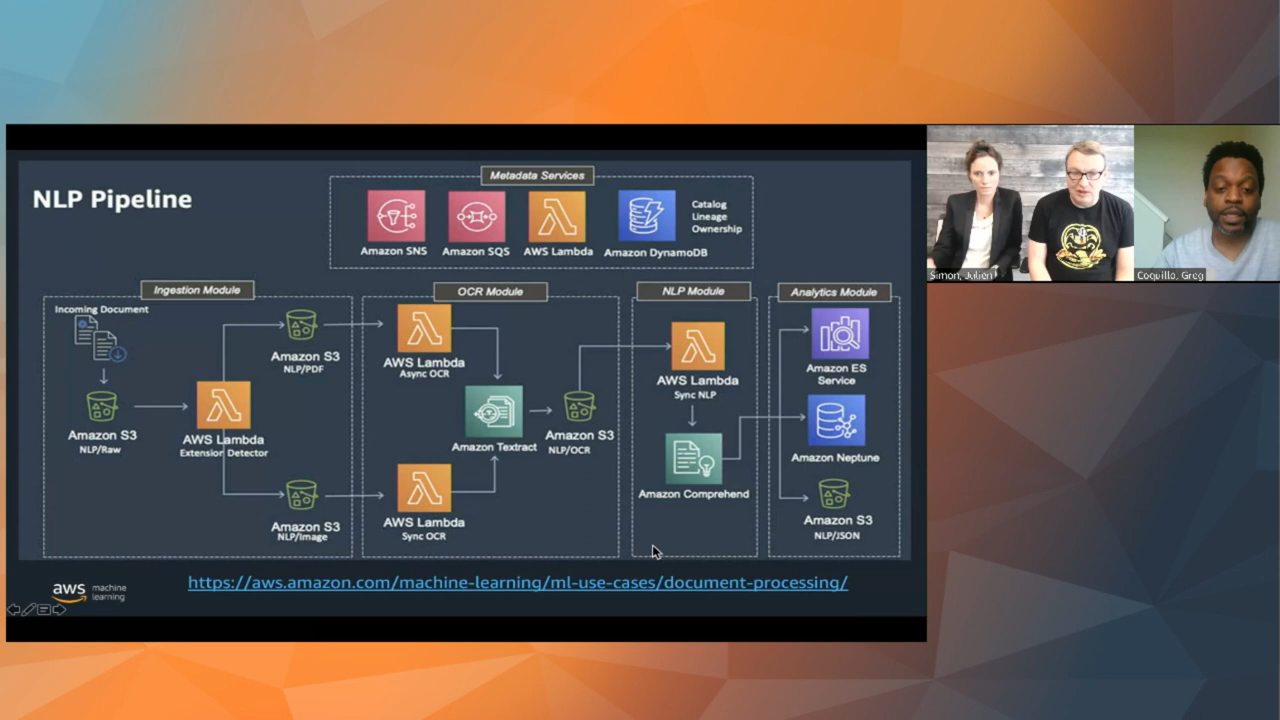 NLP Pipeline
Metadata Services
Amazon SNS
Amazon SQS
AWS Lambda
Amazon DynamoDB
Catalog
Lineage
Ownership
Ingestion Module
Incoming Document
Amazon S3
NLP/Raw
AWS Lambda
Extension Detector
Amazon S3
NLP/PDF
Amazon S3
NLP/Image
OCR Module
AWS Lambda
Async OCR
Amazon Textract
Amazon S3
NLP/OCR
AWS Lambda
Sync OCR
NLP Module
AWS Lambda
Sync NLP
Amazon Comprehend
Analytics Module
Amazon ES
Service
Amazon Neptune
Amazon S3
NLP/JSON
https://aws.amazon.com/machine-learning/ml-use-cases/document-processing/
aws machine
learning
Simon, Julien
Coquillo, Greg